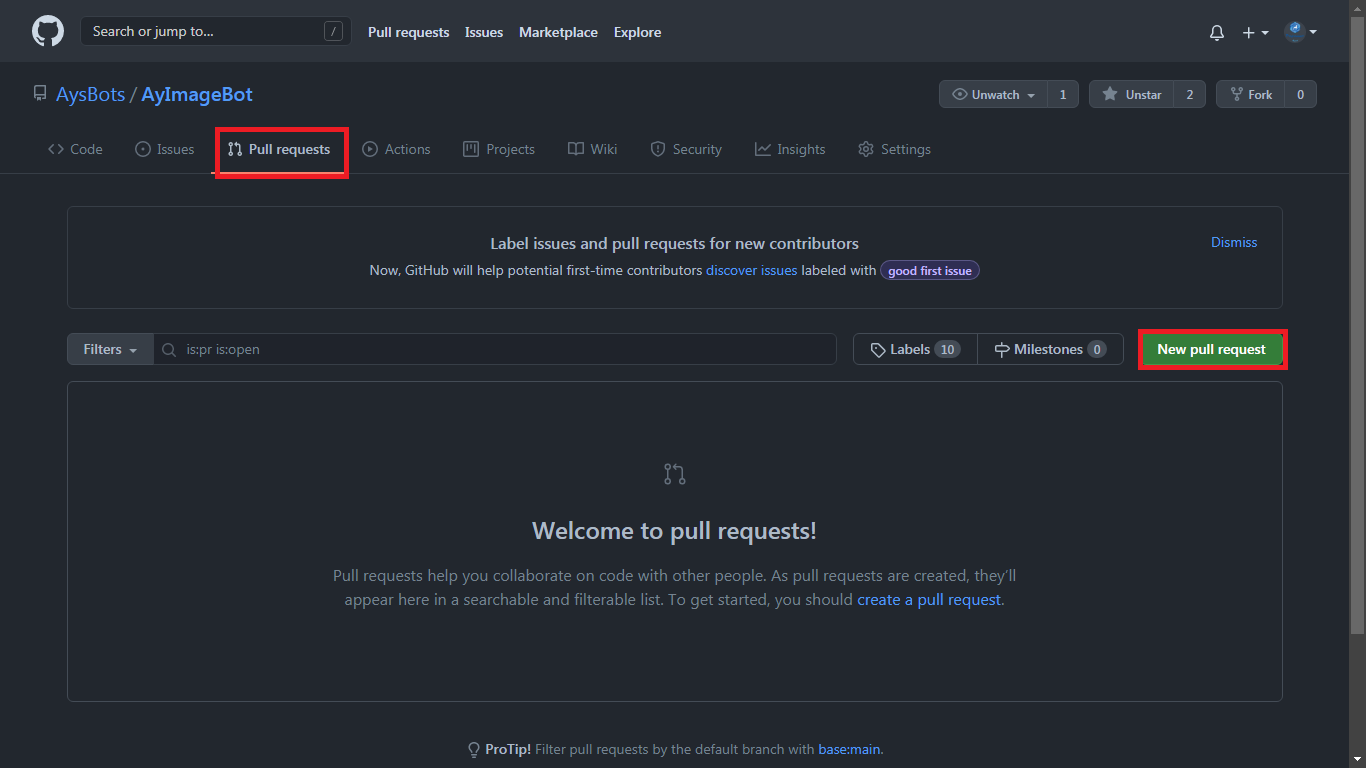 Search or jump to... / Pull requests Issues Marketplace Explore
AysBots / AyImageBot Unwatch 1 Unstar 2 Fork 0
Code Issues Pull requests Actions Projects Wiki Security Insights Settings
Label issues and pull requests for new contributors Dismiss
Now, GitHub will help potential first-time contributors discover issues labeled with good first issue
Filters is:pr is:open Labels 10 Milestones 0 New pull request
Welcome to pull requests!
Pull requests help you collaborate on code with other people. As pull requests are created, they’ll
appear here in a searchable and filterable list. To get started, you should create a pull request.
ProTip! Filter pull requests by the default branch with base:main.